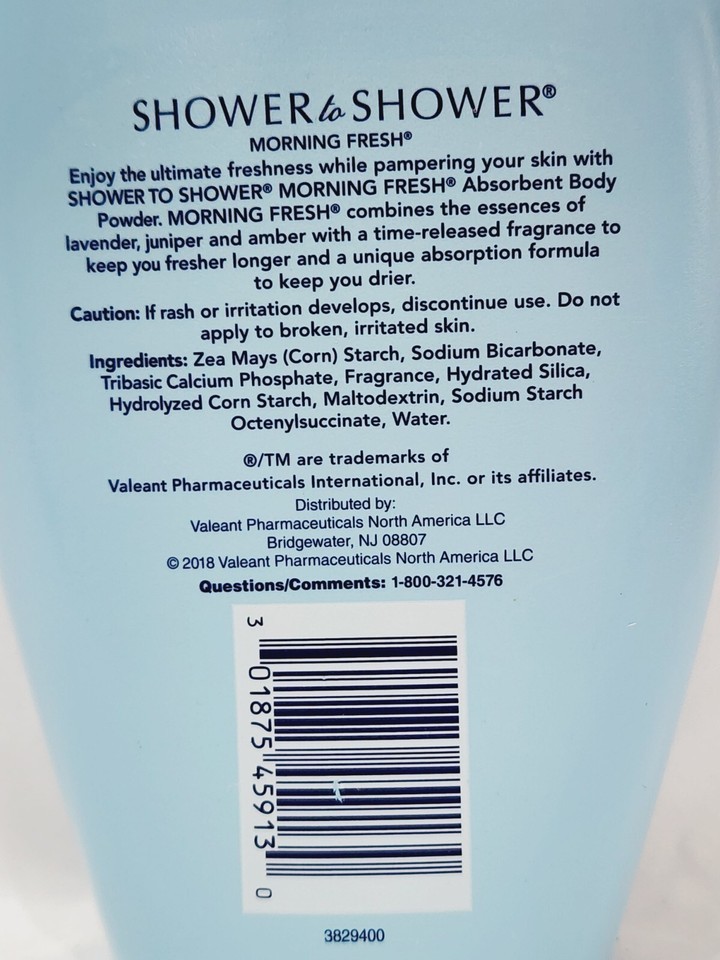 SHOWER to SHOWER®
MORNING FRESH®
Enjoy the ultimate freshness while pampering your skin with
SHOWER TO SHOWER® MORNING FRESH® Absorbent Body
Powder. MORNING FRESH® combines the essences of
lavender, juniper and amber with a time-released fragrance to
keep you fresher longer and a unique absorption formula
to keep you drier.
Caution: If rash or irritation develops, discontinue use. Do not
apply to broken, irritated skin.
Ingredients: Zea Mays (Corn) Starch, Sodium Bicarbonate,
Tribasic Calcium Phosphate, Fragrance, Hydrated Silica,
Hydrolyzed Corn Starch, Maltodextrin, Sodium Starch
Octenylsuccinate, Water.
®/TM are trademarks of
Valeant Pharmaceuticals International, Inc. or its affiliates.
Distributed by:
Valeant Pharmaceuticals North America LLC
Bridgewater, NJ 08807
© 2018 Valeant Pharmaceuticals North America LLC
Questions/Comments: 1-800-321-4576
3 01875 45913 0
3829400